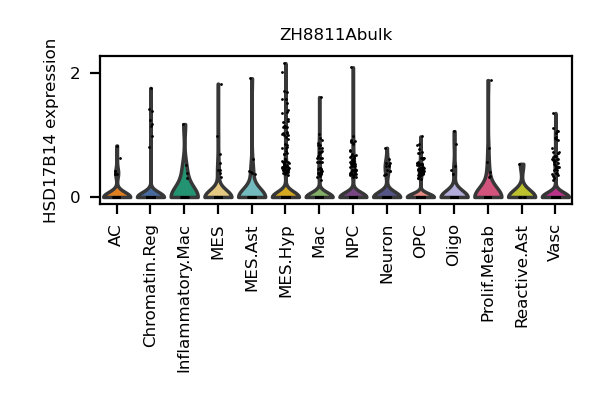 ZH8811Abulk
HSD17B14 expression
2
0
AC
Chromatin.Reg
Inflammatory.Mac
MES
MES.Ast
MES.Hyp
Mac
NPC
Neuron
OPC
Oligo
Prolif.Metab
Reactive.Ast
Vasc